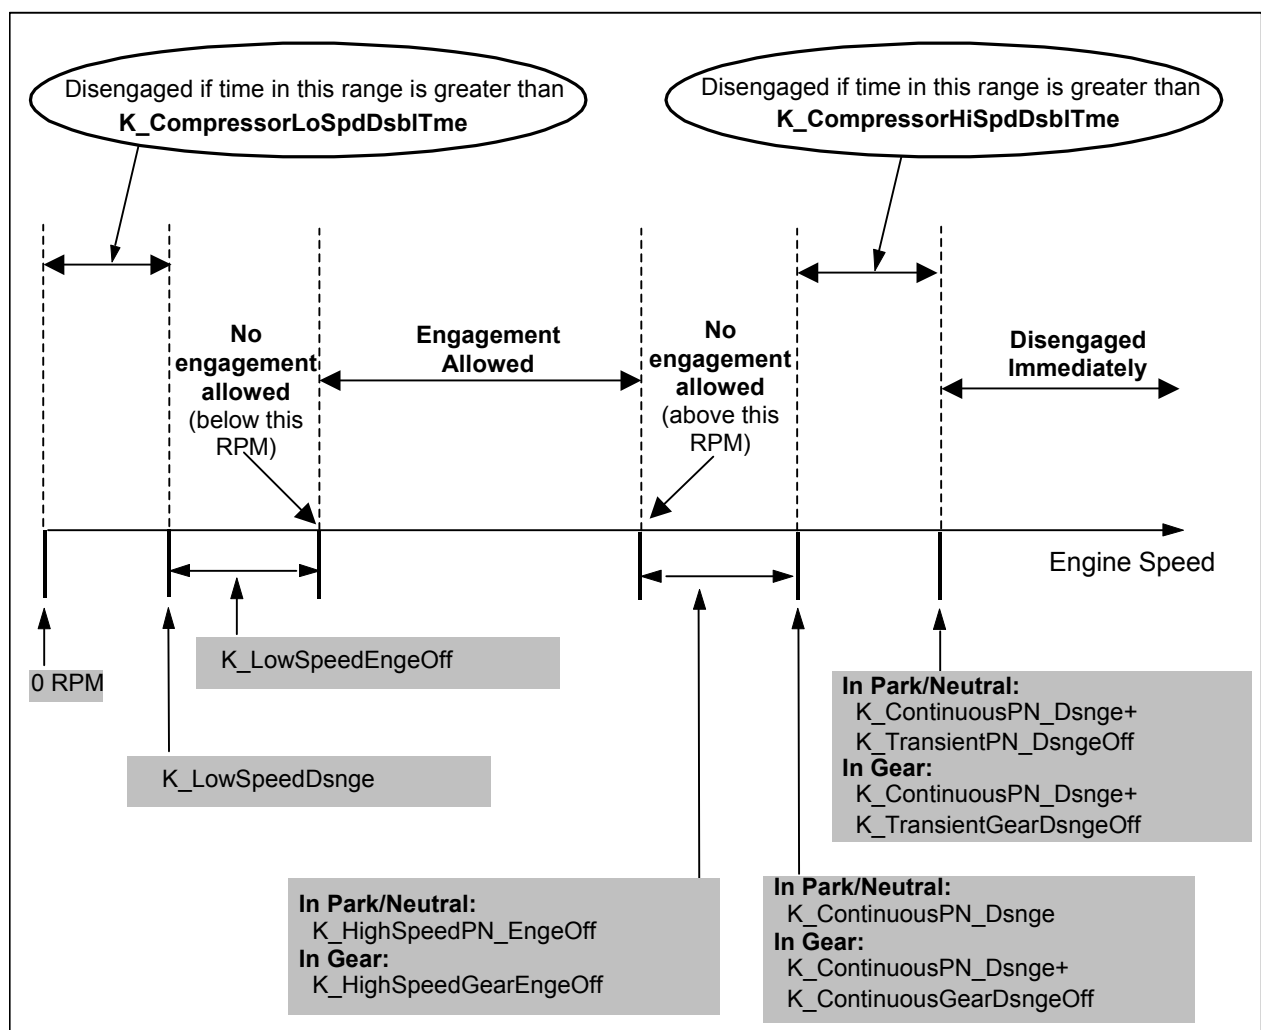 Disengaged if time in this range is greater than
K_CompressorLoSpdDsblTme
Disengaged if time in this range is greater than
K_CompressorHiSpdDsblTme
No
engagement
allowed
(below this
RPM)
Engagement
Allowed
No
engagement
allowed
(above this
RPM)
Disengaged
Immediately
Engine Speed
0 RPM
K_LowSpeedEngeOff
K_LowSpeedDsnge
In Park/Neutral:
K_HighSpeedPN_EngeOff
In Gear:
K_HighSpeedGearEngeOff
In Park/Neutral:
K_ContinuousPN_Dsnge
In Gear:
K_ContinuousPN_Dsnge+
K_ContinuousGearDsngeOff
In Park/Neutral:
K_ContinuousPN_Dsnge+
K_TransientPN_DsngeOff
In Gear:
K_ContinuousPN_Dsnge+
K_TransientGearDsngeOff